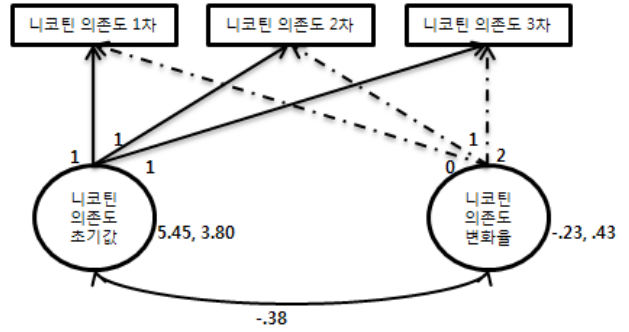 니코틴 의존도 1차
니코틴 의존도 2차
니코틴 의존도 3차
1
1
1
0
1
2
니코틴
의존도
초기값
5.45, 3.80
니코틴
의존도
변화율
-.23, .43
-.38